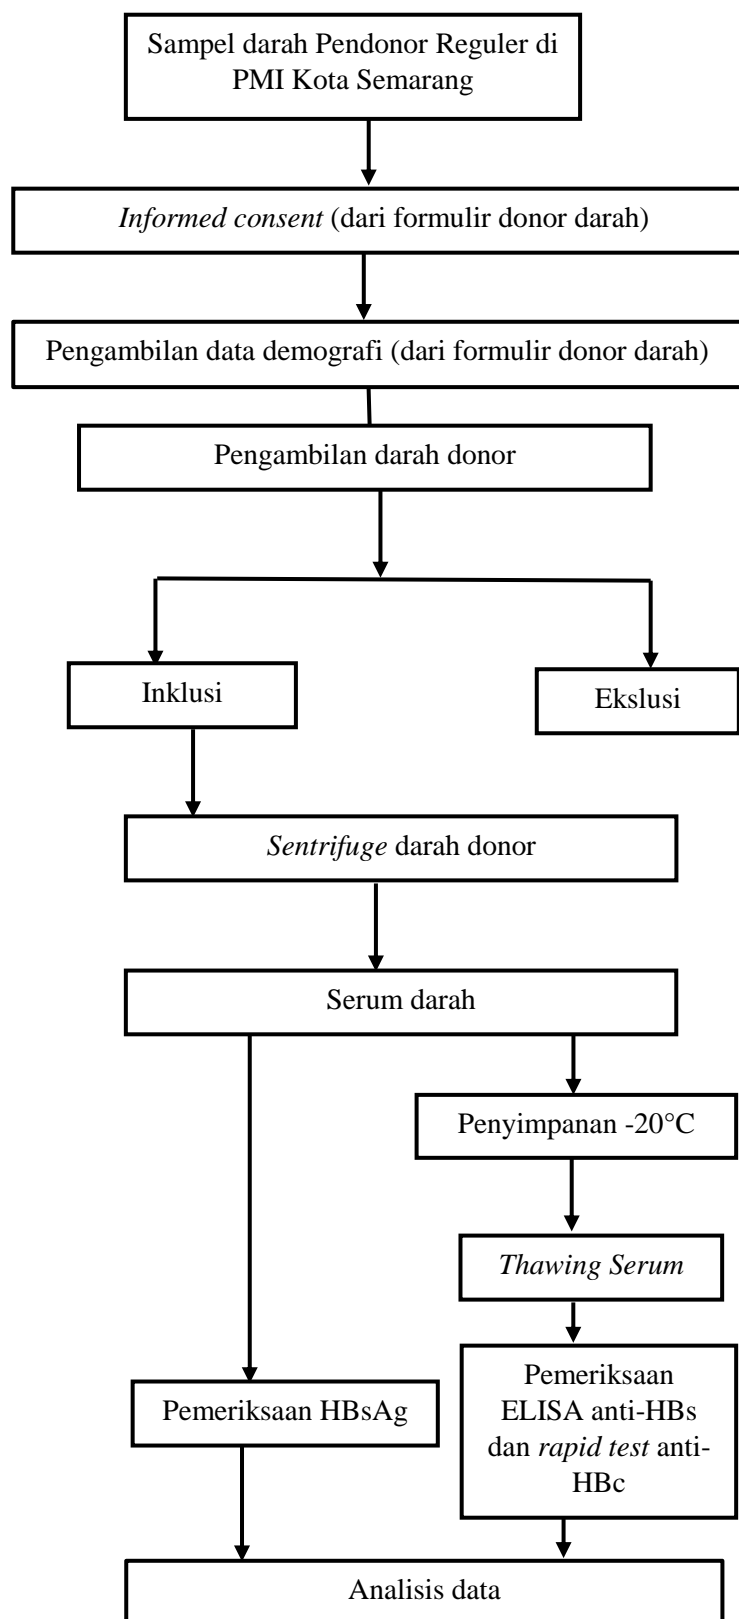 Sampel darah Pendonor Reguler di
PMI Kota Semarang
Informed consent (dari formulir donor darah)
Pengambilan data demografi (dari formulir donor darah)
Pengambilan darah donor
Inklusi
Ekslusi
Sentrifuge darah donor
Serum darah
Penyimpanan -20°C
Thawing Serum
Pemeriksaan HBsAg
Pemeriksaan
ELISA anti-HBs
dan rapid test anti-
HBc
Analisis data